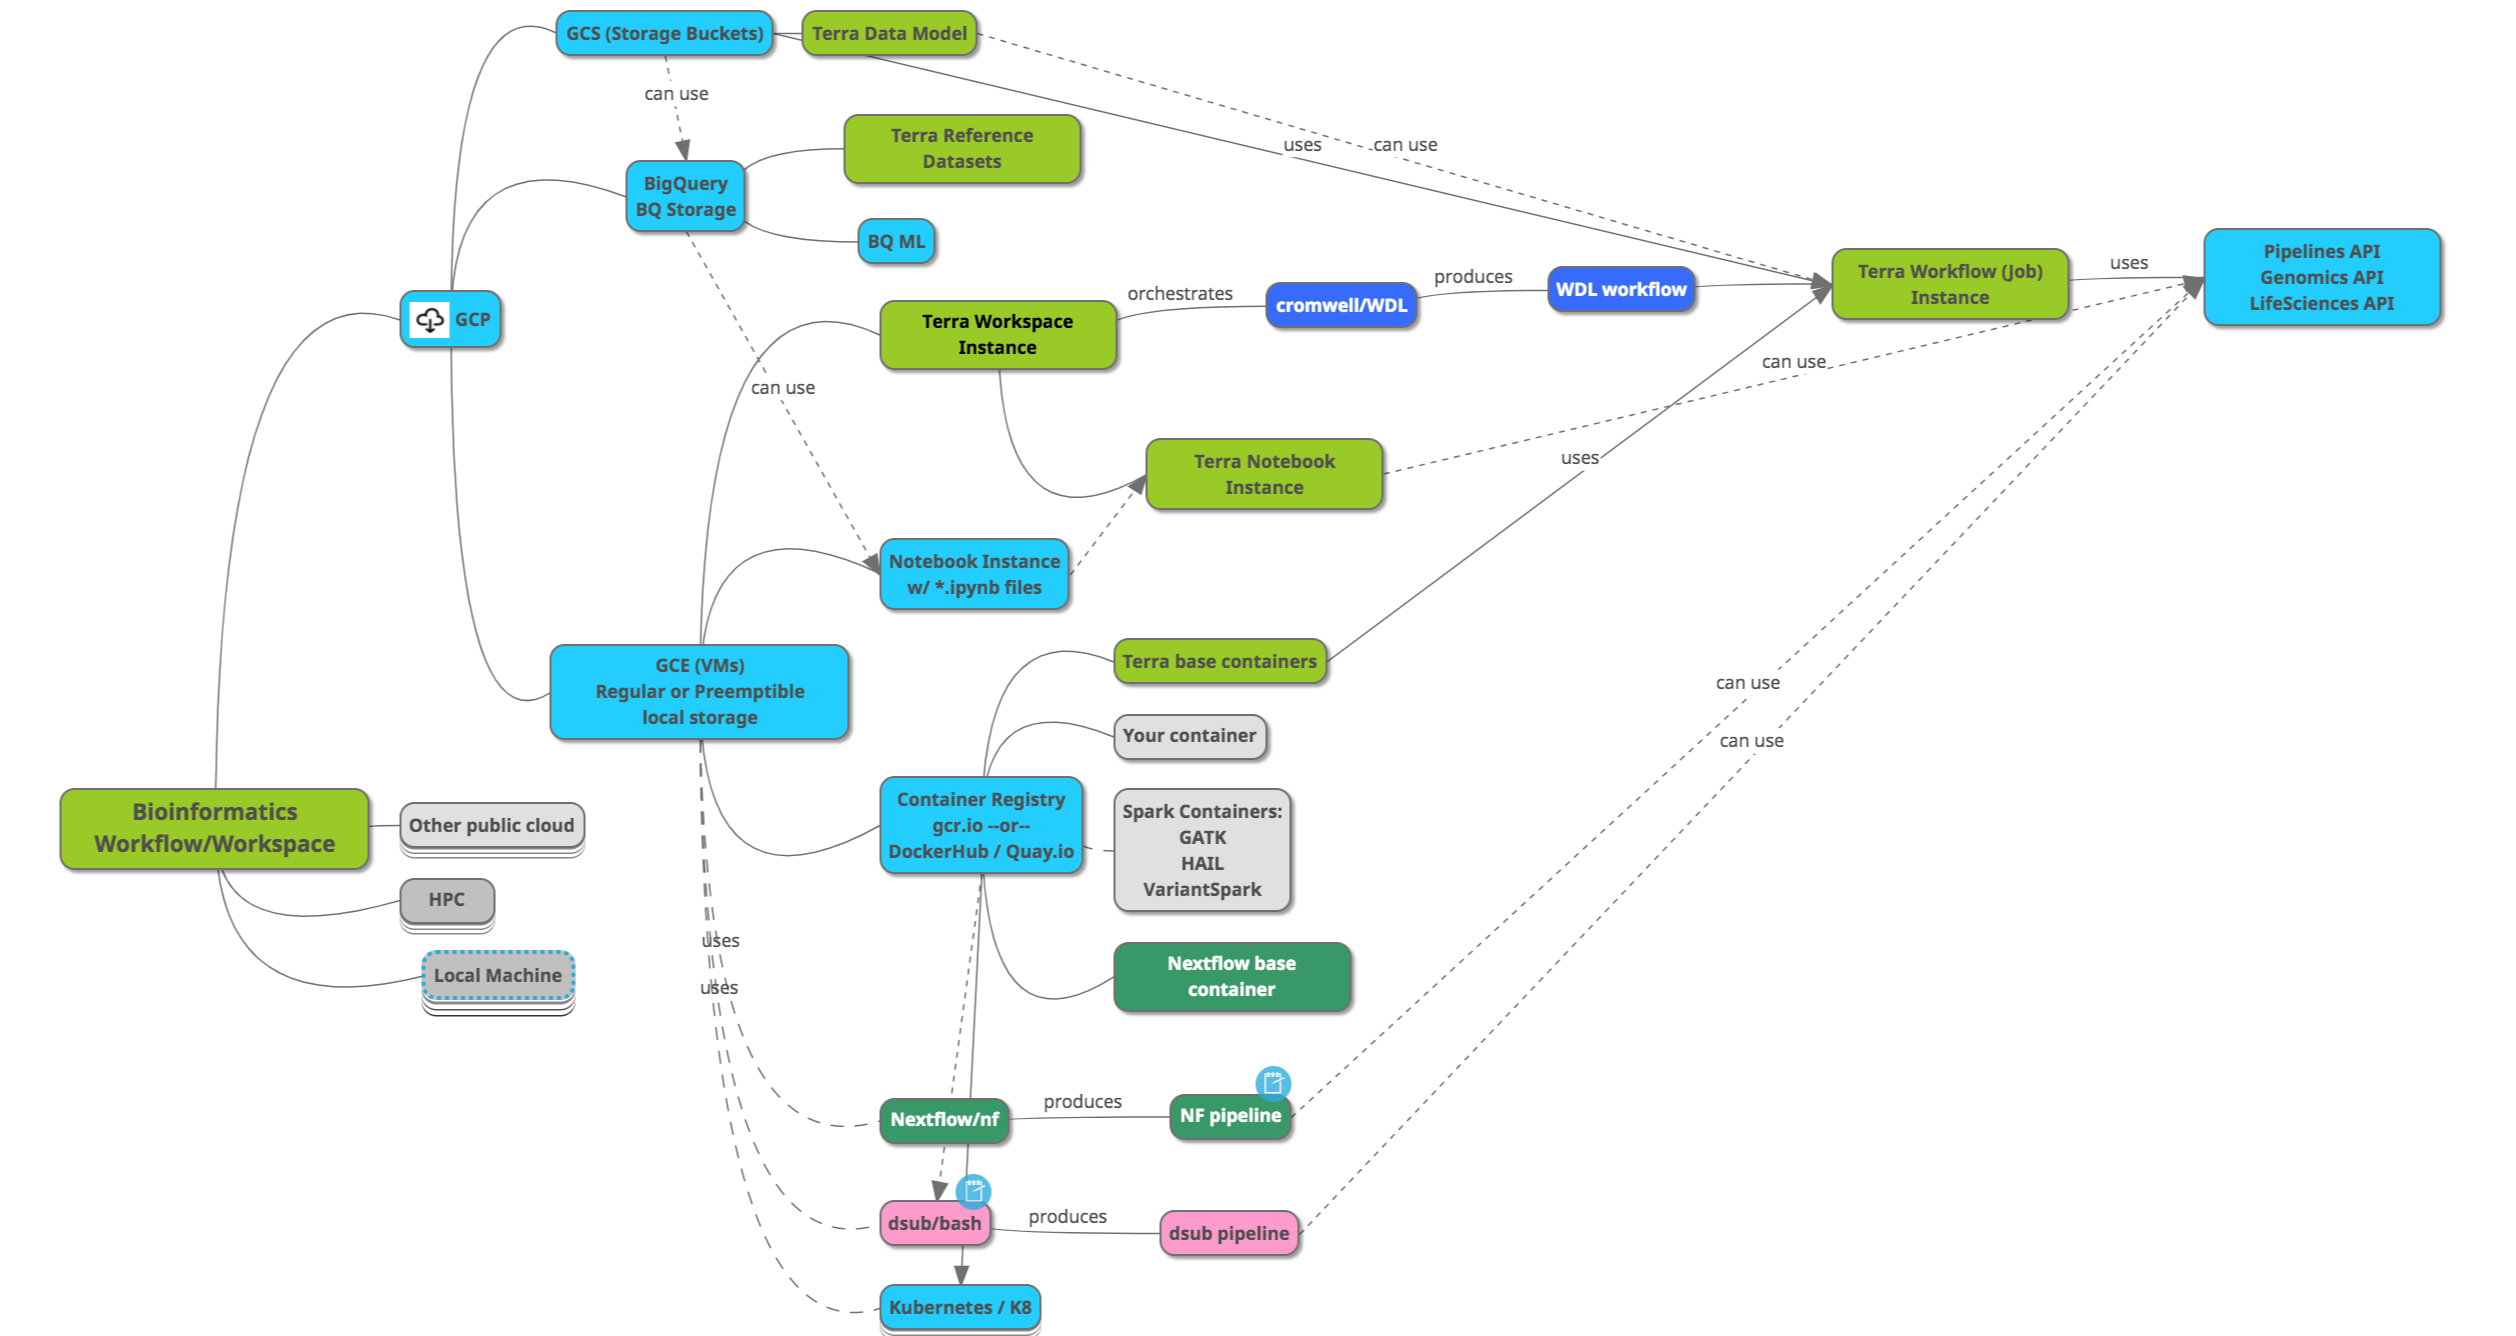 GCS (Storage Buckets)
Terra Data Model
can use
Terra Reference
Datasets
uses
can use
BigQuery
BQ Storage
BQ ML
GCP
Terra Workspace
Instance
orchestrates
cromwell/WDL
produces
WDL workflow
Terra Workflow (Job)
Instance
uses
Pipelines API
Genomics API
LifeSciences API
can use
can use
Terra Notebook
Instance
uses
Notebook Instance
w/ *.ipynb files
GCE (VMs)
Regular or Preemptible
local storage
Terra base containers
can use
Your container
can use
Bioinformatics
Workflow/Workspace
Other public cloud
Container Registry
gcr.io --or--
DockerHub / Quay.io
Spark Containers:
GATK
HAIL
VariantSpark
HPC
Local Machine
uses
uses
Nextflow base
container
Nextflow/nf
produces
NF pipeline
dsub/bash
produces
dsub pipeline
Kubernetes / K8